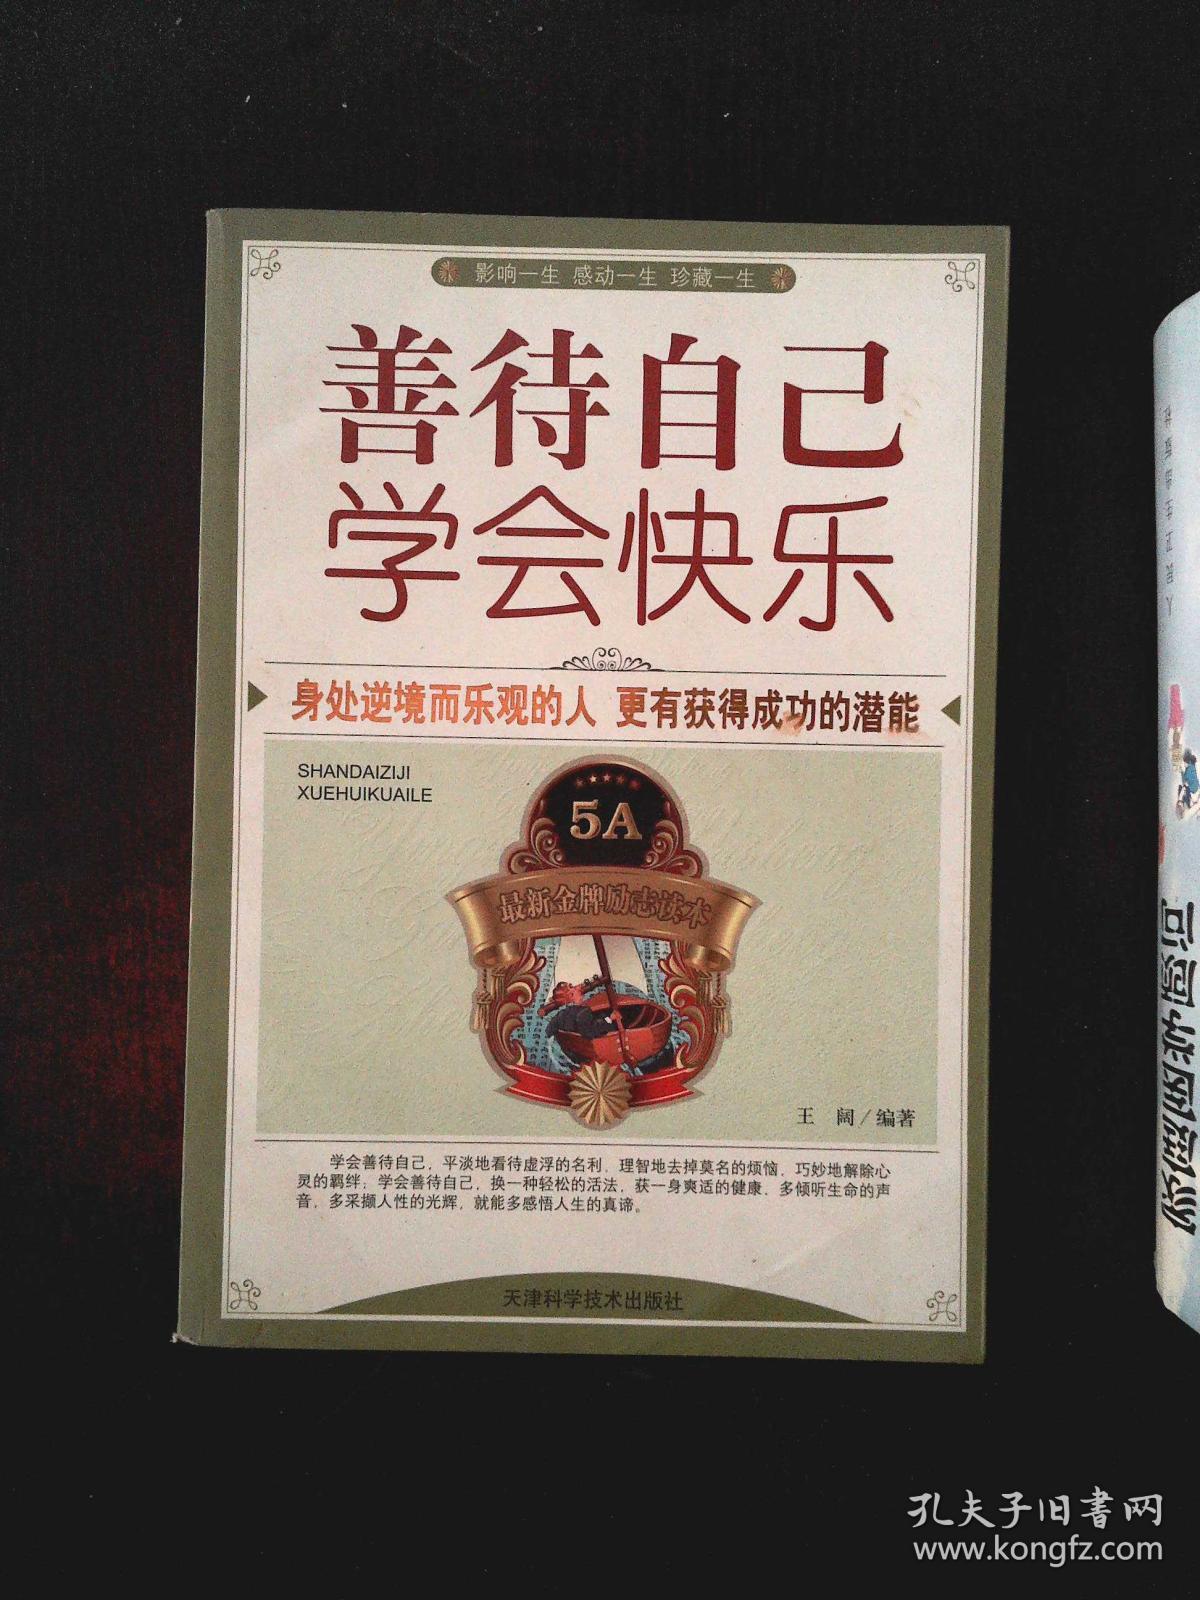 影响一生 感动一生 珍藏一生
善待自己
学会快乐
身处逆境而乐观的人 更有获得成功的潜能
SHANDAIZIJI
XUEHUIKUAILE
5A
最新金牌励志读本
王 阔/编著
学会善待自己，平淡地看待虚浮的名利，理智地去掉莫名的烦恼，巧妙地解除心
灵的羁绊；学会善待自己，换一种轻松的活法，获一身爽适的健康，多倾听生命的声
音，多采撷人性的光辉，就能多感悟人生的真谛。
天津科学技术出版社
孔夫子旧书网
www.kongfz.com